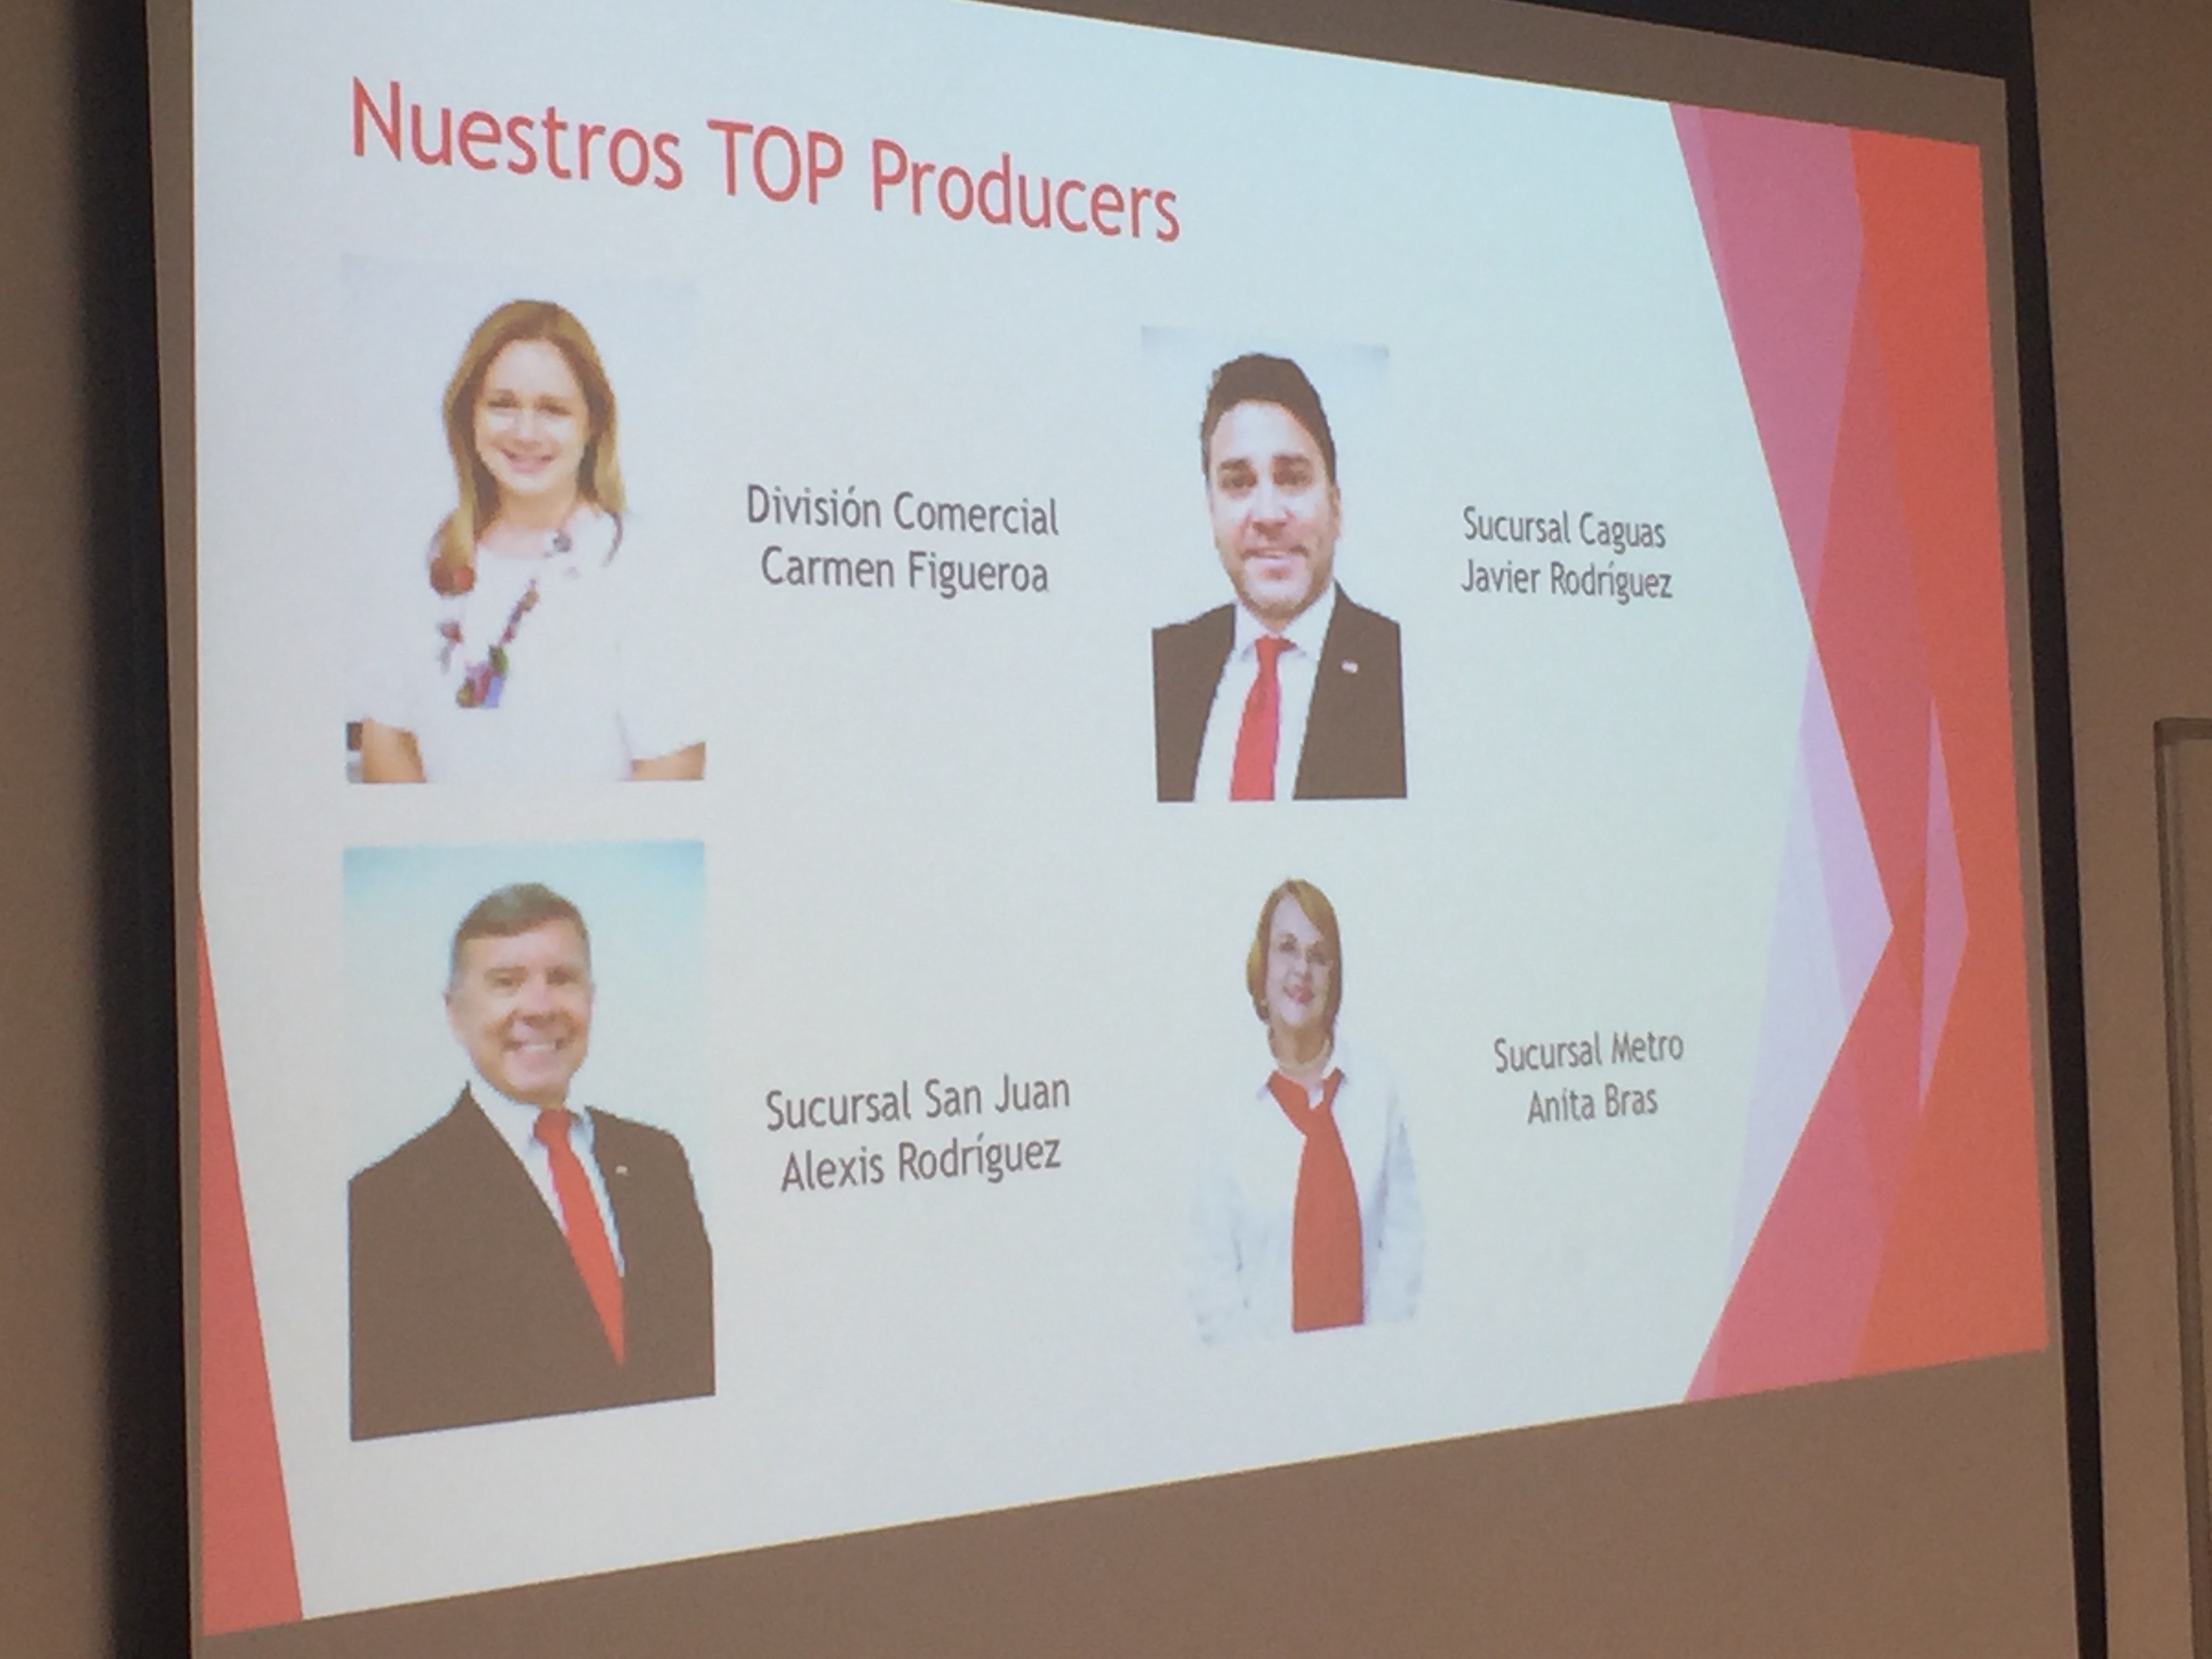 Nuestros TOP Producers
División Comercial
Carmen Figueroa
Sucursal Caguas
Javier Rodríguez
Sucursal San Juan
Alexis Rodríguez
Sucursal Metro
Anita Bras